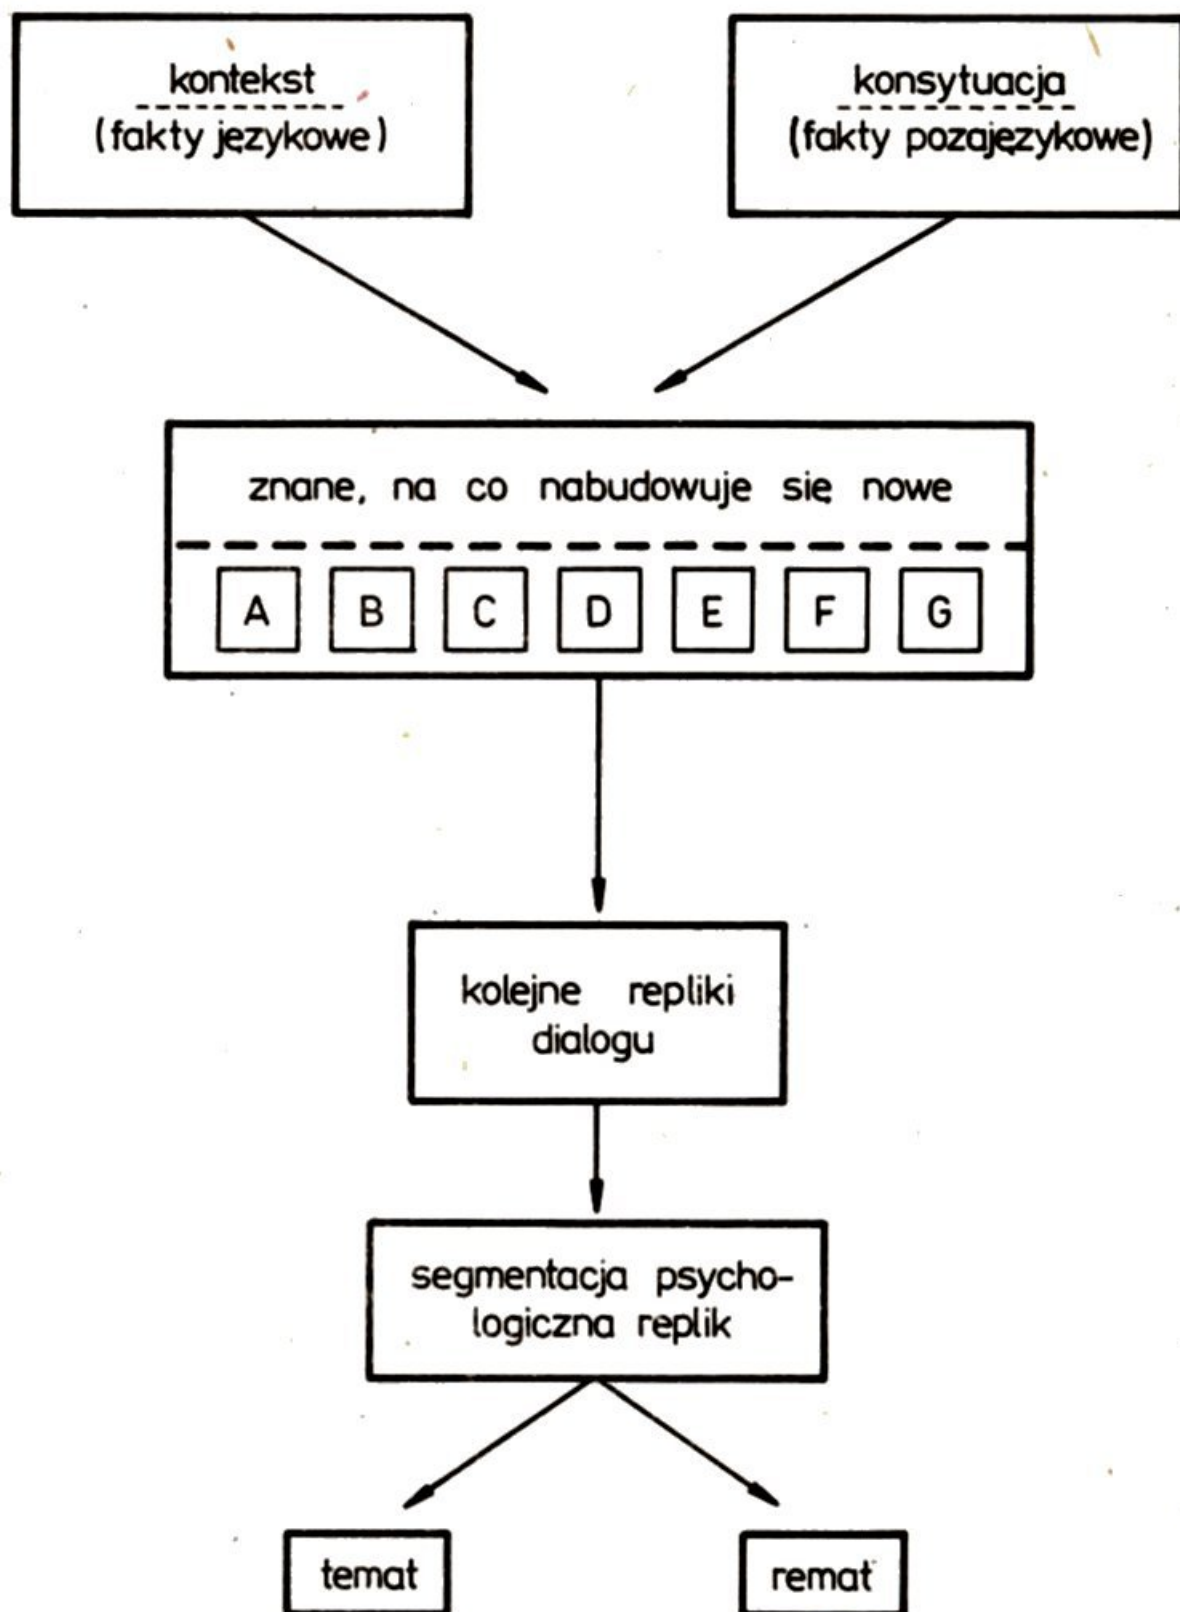 kontekst
(fakty językowe)
konsytuacja
(fakty pozajęzykowe)
znane, na co nabudowuje się nowe
A B C D E F G
kolejne repliki
dialogu
segmentacja psycho-
logiczna replik
temat
remat